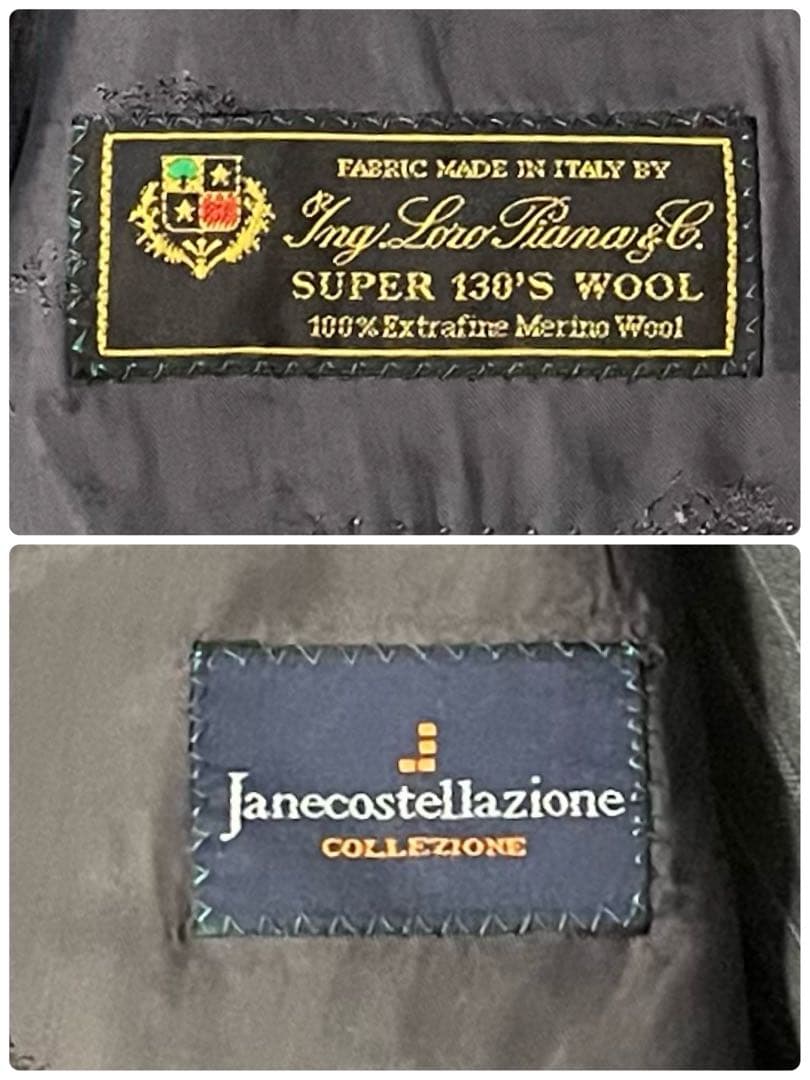 FABRIC MADE IN ITALY BY
Ing. Loro Piana & C.
SUPER 130'S WOOL
100% Extrafine Merino Wool
Janecostellazione
COLLEZIONE